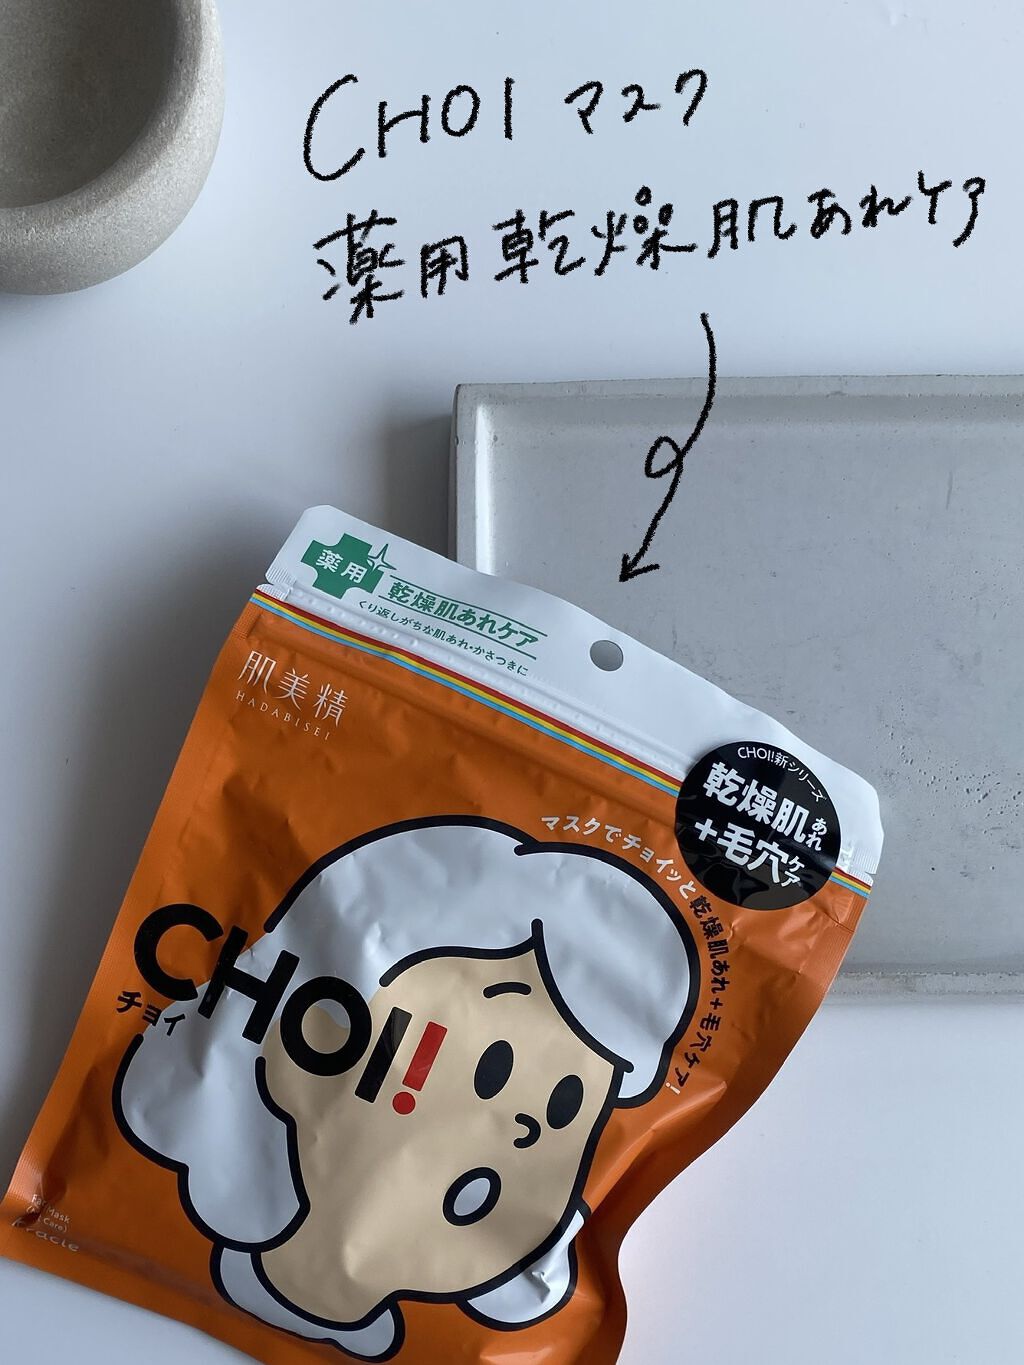 CHOI マスク
薬用乾燥肌あれケア
薬用
乾燥肌あれケア
くり返しがちな肌あれ・かさつきに
肌美精
HADABISEI
CHOI!新シリーズ
乾燥肌あれ
+毛穴ケア
マスクでチョイッと乾燥肌あれ+毛穴ケア!
CHOI!
チョイ
Mask
Care)
Kracie